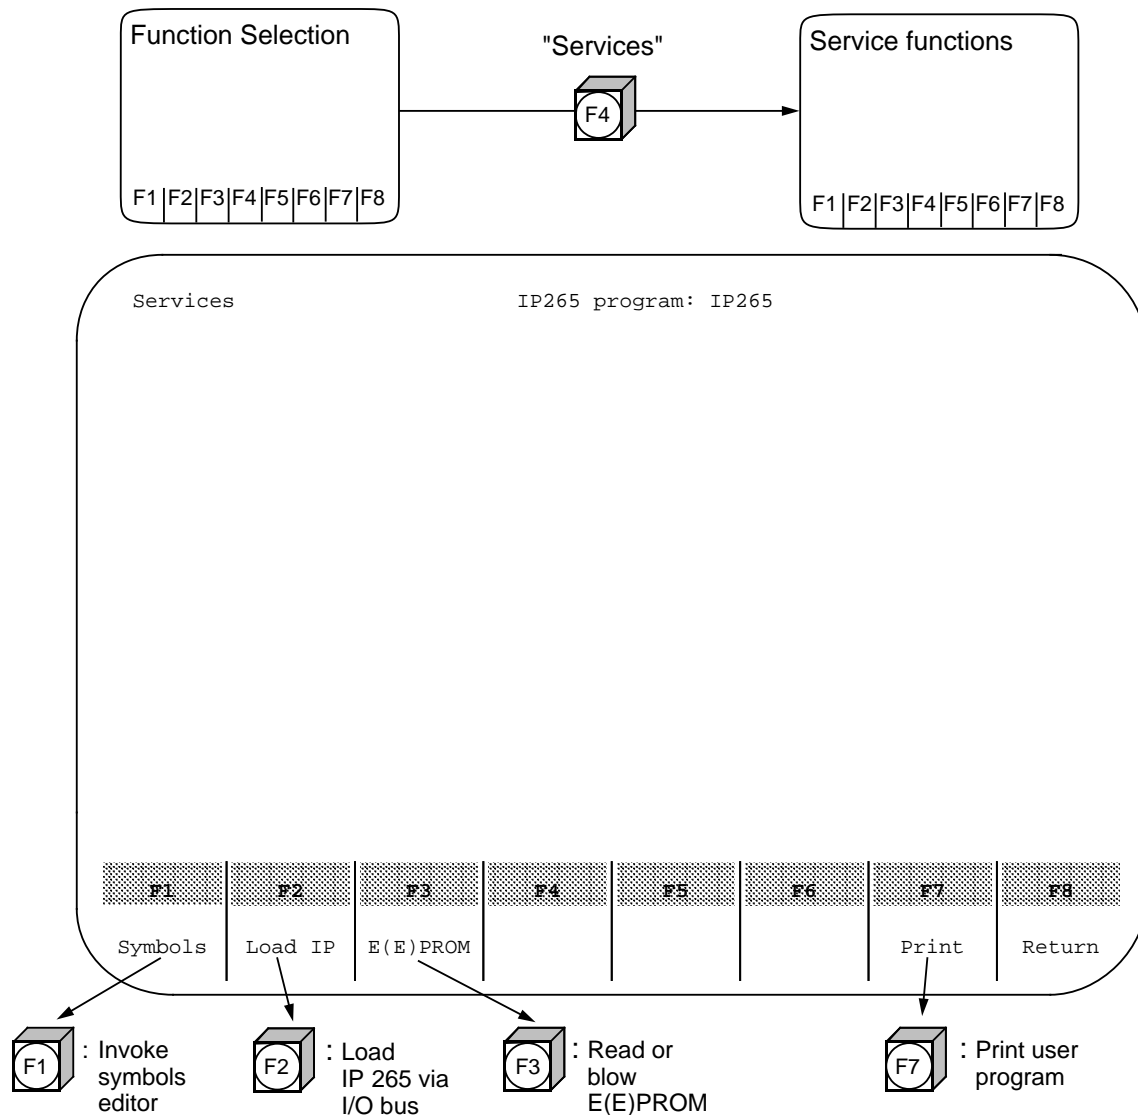 Function Selection
"Services"
Service functions
F4
F1 F2 F3 F4 F5 F6 F7 F8
F1 F2 F3 F4 F5 F6 F7 F8
Services IP265 program: IP265
F1 F2 F3 F4 F5 F6 F7 F8
Symbols Load IP E(E)PROM Print Return
F1 : Invoke
symbols
editor
F2 : Load
IP 265 via
I/O bus
F3 : Read or
blow
E(E)PROM
F7 : Print user
program